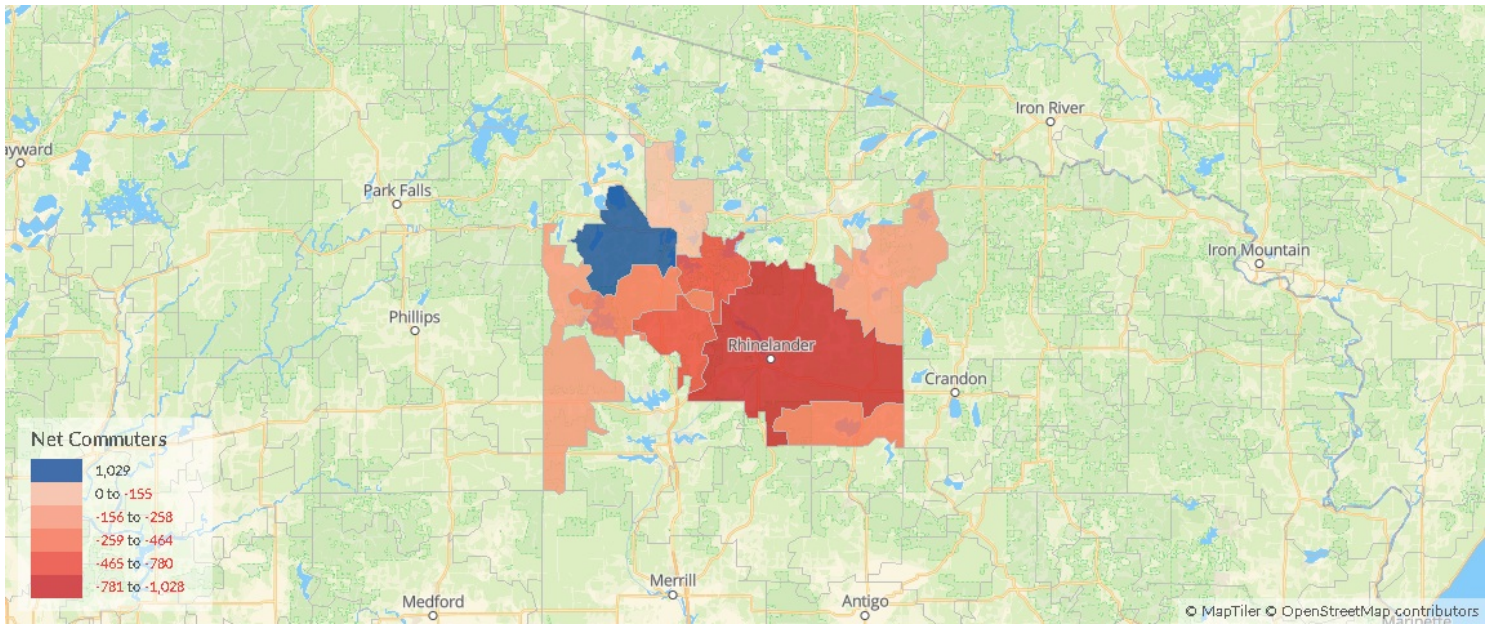 Iron River
ayward
Park Falls
Iron Mountain
Phillips
Rhinelander
Crandon
Net Commuters
1,029
0 to -155
-156 to -258
-259 to -464
-465 to -780
-781 to -1,028
Merrill
Medford
Antigo
© MapTiler © OpenStreetMap contributors
Marinette